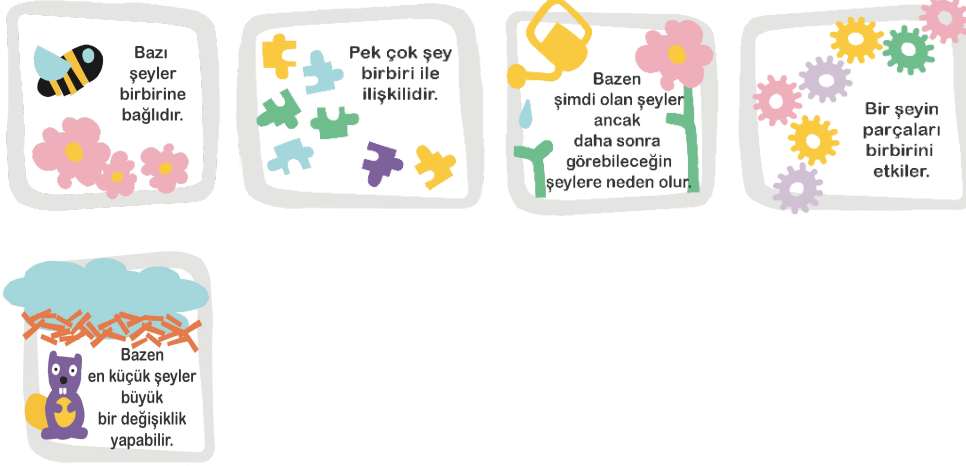 Bazı
şeyler
birbirine
bağlıdır.
Pek çok şey
birbiri ile
ilişkilidir.
Bazen
şimdi olan şeyler
ancak
daha sonra
görebileceğin
şeylere neden olur.
Bir şeyin
parçaları
birbirini
etkiler.
Bazen
en küçük şeyler
büyük
bir değişiklik
yapabilir.